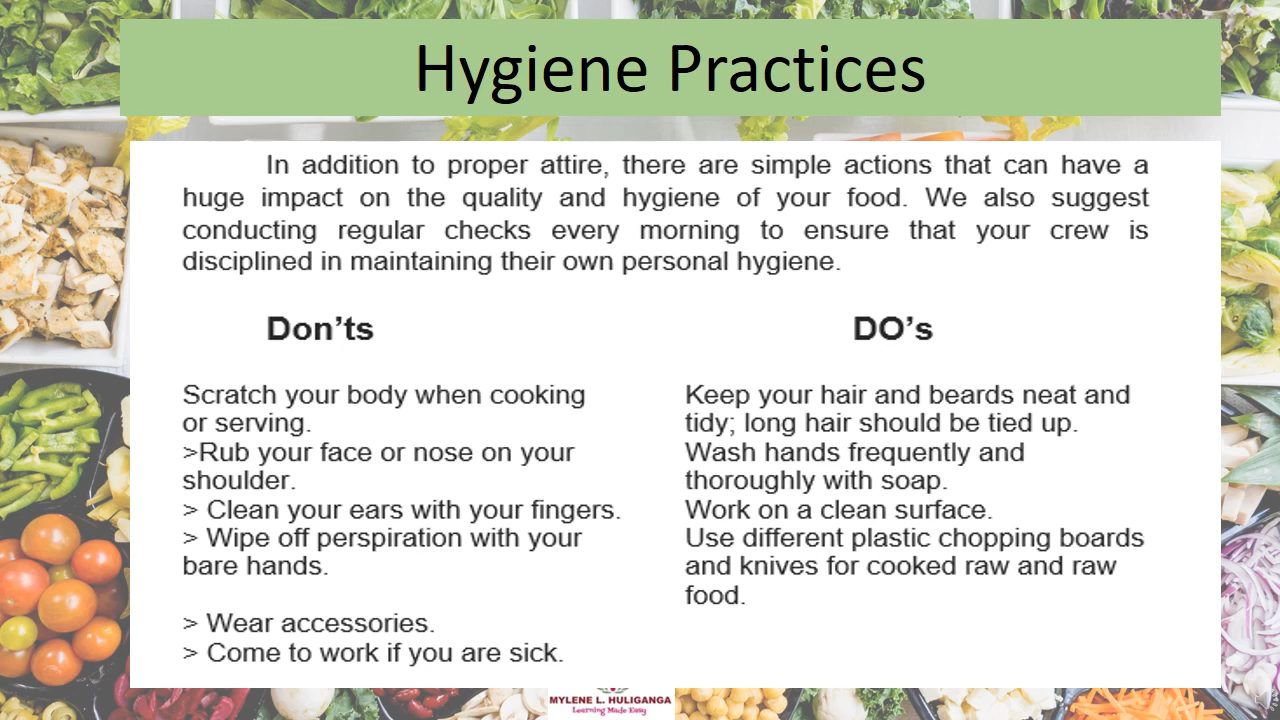 Hygiene Practices
In addition to proper attire, there are simple actions that can have a
huge impact on the quality and hygiene of your food. We also suggest
conducting regular checks every morning to ensure that your crew is
disciplined in maintaining their own personal hygiene.
Don’ts
Scratch your body when cooking
or serving.
>Rub your face or nose on your
shoulder.
> Clean your ears with your fingers.
> Wipe off perspiration with your
bare hands.
> Wear accessories.
> Come to work if you are sick.
DO’s
Keep your hair and beards neat and
tidy; long hair should be tied up.
Wash hands frequently and
thoroughly with soap.
Work on a clean surface.
Use different plastic chopping boards
and knives for cooked raw and raw
food.
MYLENE L. HULIGANGA
Learning Made Easy